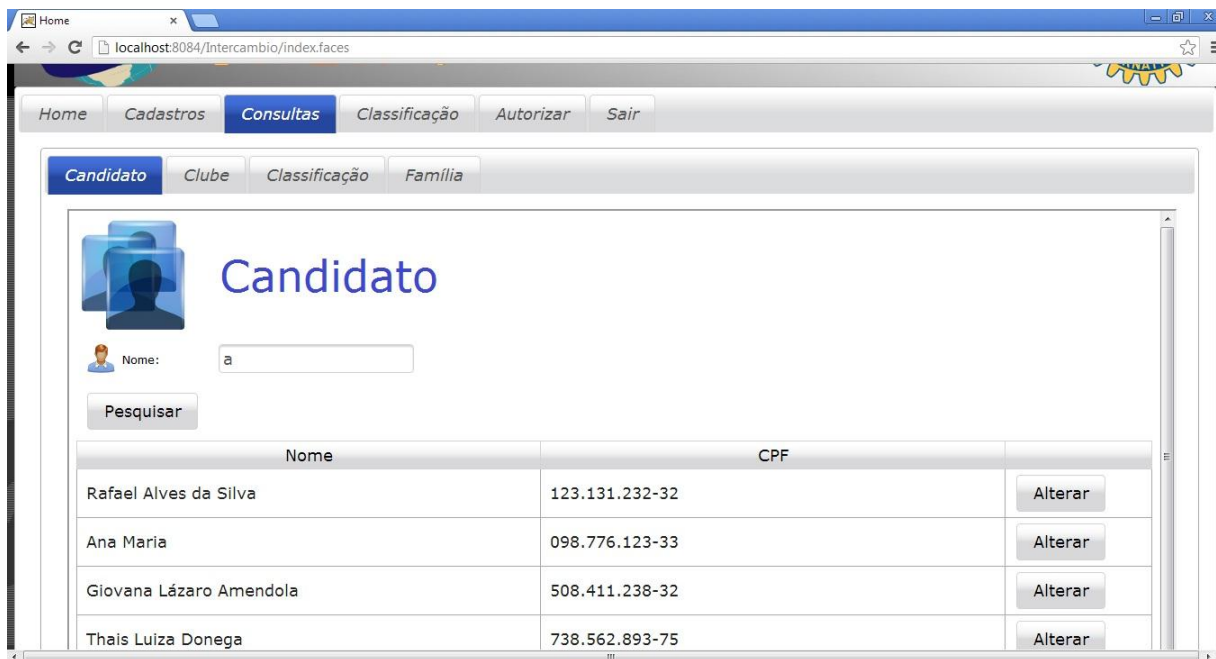 Home
localhost:8084/Intercambio/index.faces
Home Cadastros Consultas Classificação Autorizar Sair
Candidato Clube Classificação Família
Candidato
Nome: a
Pesquisar
Nome CPF
Rafael Alves da Silva 123.131.232-32 Alterar
Ana Maria 098.776.123-33 Alterar
Giovana Lázaro Amendola 508.411.238-32 Alterar
Thais Luiza Donega 738.562.893-75 Alterar